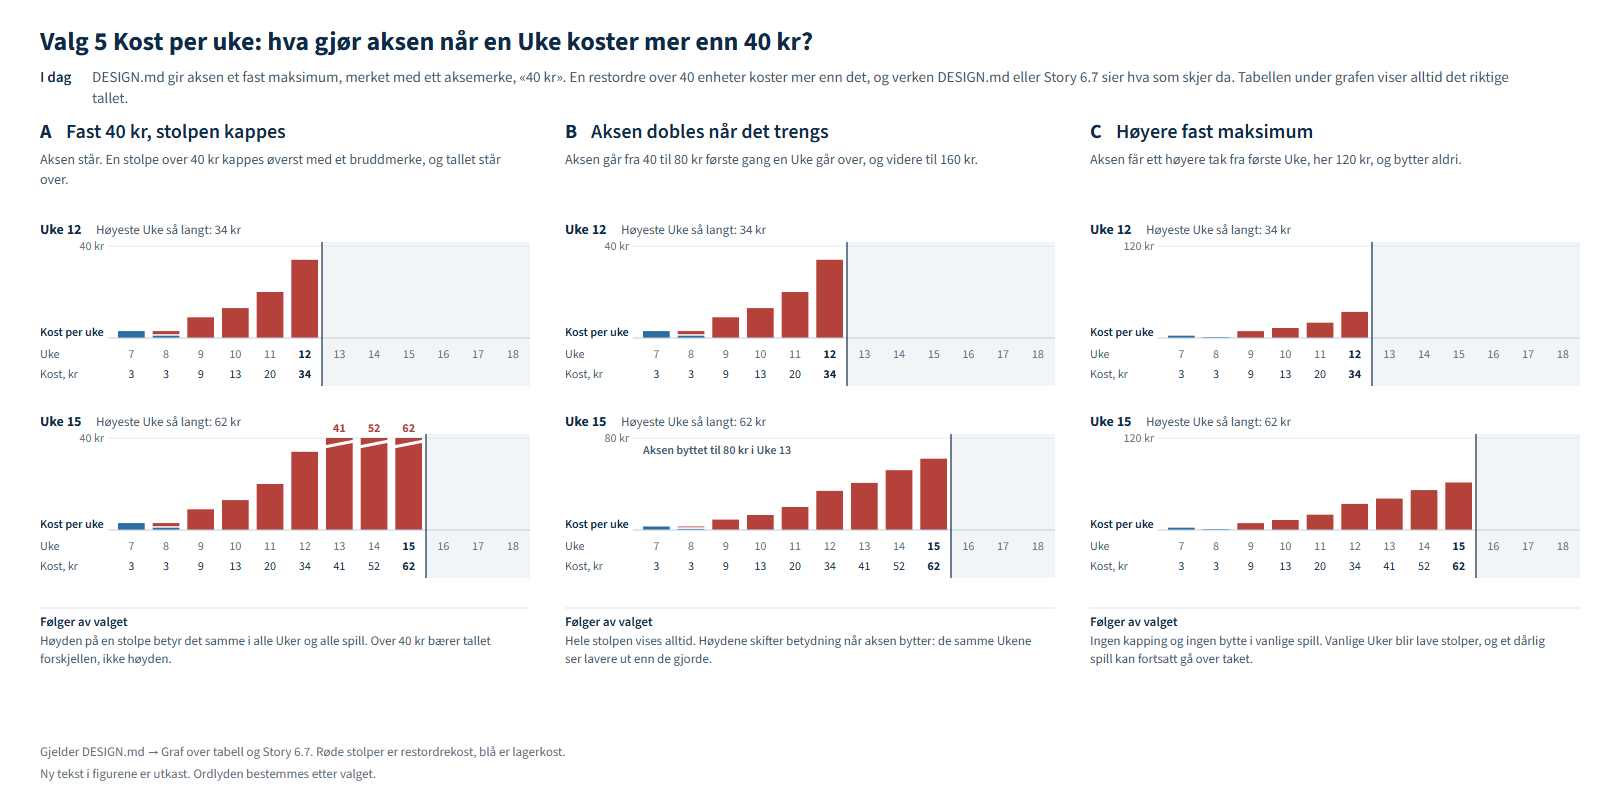 Valg 5 Kost per uke: hva gjør aksen når en Uke koster mer enn 40 kr?
I dag DESIGN.md gir aksen et fast maksimum, merket med ett aksemerke, «40 kr». En restordre over 40 enheter koster mer enn det, og verken DESIGN.md eller Story 6.7 sier hva som skjer da. Tabellen under grafen viser alltid det riktige
tallet.
A Fast 40 kr, stolpen kappes
Aksen står. En stolpe over 40 kr kappes øverst med et bruddmerke, og tallet står
over.
Uke 12 Høyeste Uke så langt: 34 kr
40 kr
Kost per uke
Uke 7 8 9 10 11 12 13 14 15 16 17 18
Kost, kr 3 3 9 13 20 34
Uke 15 Høyeste Uke så langt: 62 kr
41 52 62
40 kr
Kost per uke
Uke 7 8 9 10 11 12 13 14 15 16 17 18
Kost, kr 3 3 9 13 20 34 41 52 62
Følger av valget
Høyden på en stolpe betyr det samme i alle Uker og alle spill. Over 40 kr bærer tallet
forskjellen, ikke høyden.
B Aksen dobles når det trengs
Aksen går fra 40 til 80 kr første gang en Uke går over, og videre til 160 kr.
Uke 12 Høyeste Uke så langt: 34 kr
40 kr
Kost per uke
Uke 7 8 9 10 11 12 13 14 15 16 17 18
Kost, kr 3 3 9 13 20 34
Uke 15 Høyeste Uke så langt: 62 kr
80 kr
Aksen byttet til 80 kr i Uke 13
Kost per uke
Uke 7 8 9 10 11 12 13 14 15 16 17 18
Kost, kr 3 3 9 13 20 34 41 52 62
Følger av valget
Hele stolpen vises alltid. Høydene skifter betydning når aksen bytter: de samme Ukene
ser lavere ut enn de gjorde.
C Høyere fast maksimum
Aksen får ett høyere tak fra første Uke, her 120 kr, og bytter aldri.
Uke 12 Høyeste Uke så langt: 34 kr
120 kr
Kost per uke
Uke 7 8 9 10 11 12 13 14 15 16 17 18
Kost, kr 3 3 9 13 20 34
Uke 15 Høyeste Uke så langt: 62 kr
120 kr
Kost per uke
Uke 7 8 9 10 11 12 13 14 15 16 17 18
Kost, kr 3 3 9 13 20 34 41 52 62
Følger av valget
Ingen kapping og ingen bytte i vanlige spill. Vanlige Uker blir lave stolper, og et dårlig
spill kan fortsatt gå over taket.
Gjelder DESIGN.md → Graf over tabell og Story 6.7. Røde stolper er restordrekost, blå er lagerkost.
Ny tekst i figurene er utkast. Ordlyden bestemmes etter valget.